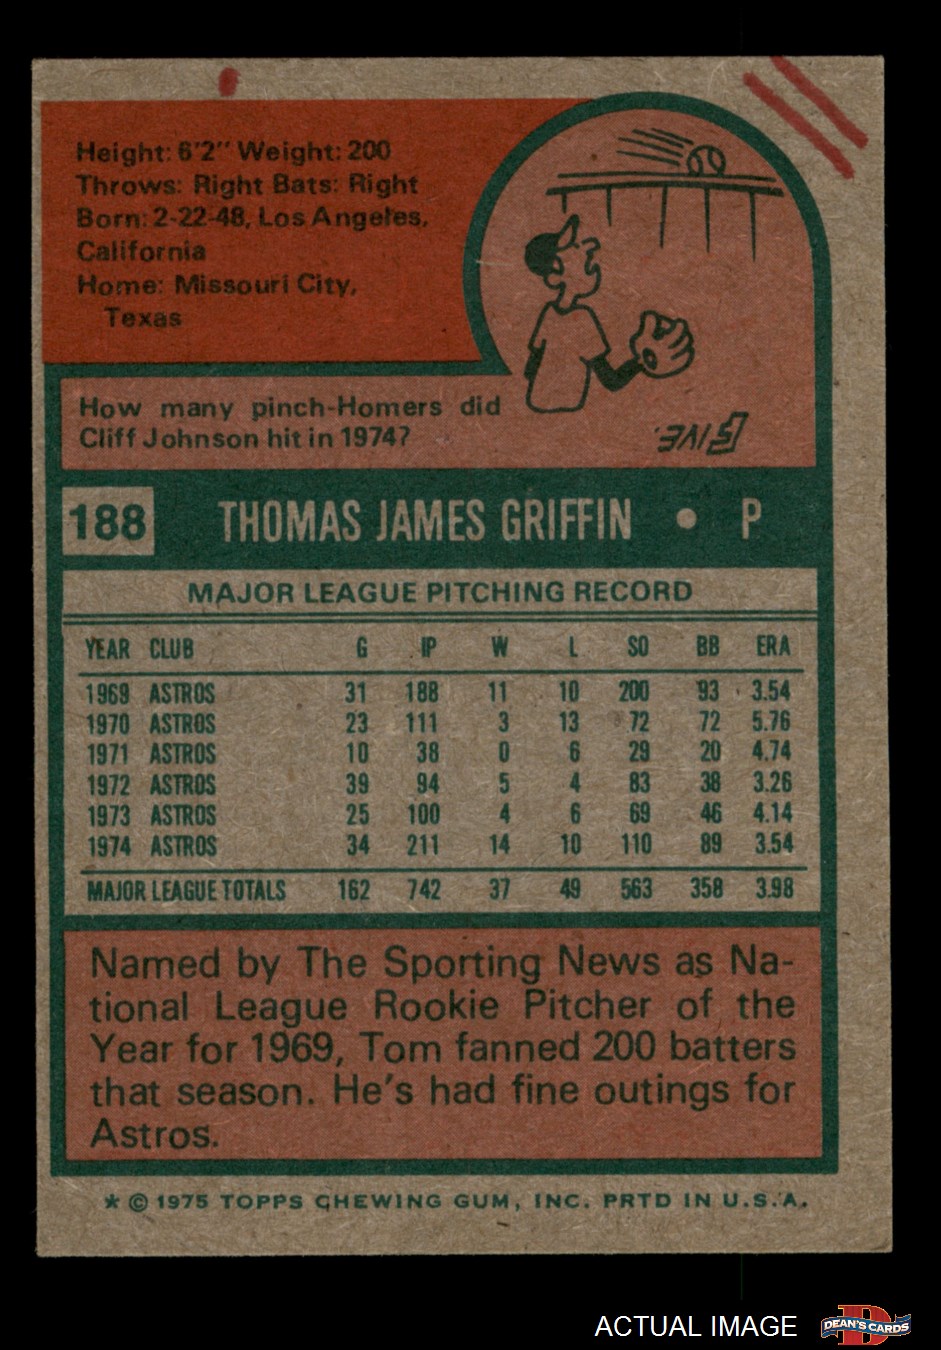 Height: 6'2" Weight: 200
Throws: Right Bats: Right
Born: 2-22-48, Los Angeles,
California
Home: Missouri City,
Texas
How many pinch-Homers did
Cliff Johnson hit in 1974?
FIVE.
188 THOMAS JAMES GRIFFIN • P
MAJOR LEAGUE PITCHING RECORD
YEAR CLUB G IP W L SO BB ERA
1969 ASTROS 31 188 11 10 200 93 3.54
1970 ASTROS 23 111 3 13 72 72 5.76
1971 ASTROS 10 38 0 6 29 20 4.74
1972 ASTROS 39 94 5 4 83 38 3.26
1973 ASTROS 25 100 4 6 69 46 4.14
1974 ASTROS 34 211 14 10 110 89 3.54
MAJOR LEAGUE TOTALS 162 742 37 49 563 358 3.98
Named by The Sporting News as Na-
tional League Rookie Pitcher of the
Year for 1969, Tom fanned 200 batters
that season. He's had fine outings for
Astros.
* © 1975 TOPPS CHEWING GUM, INC. PRTD IN U.S.A.
ACTUAL IMAGE
D
DEAN'S CARDS